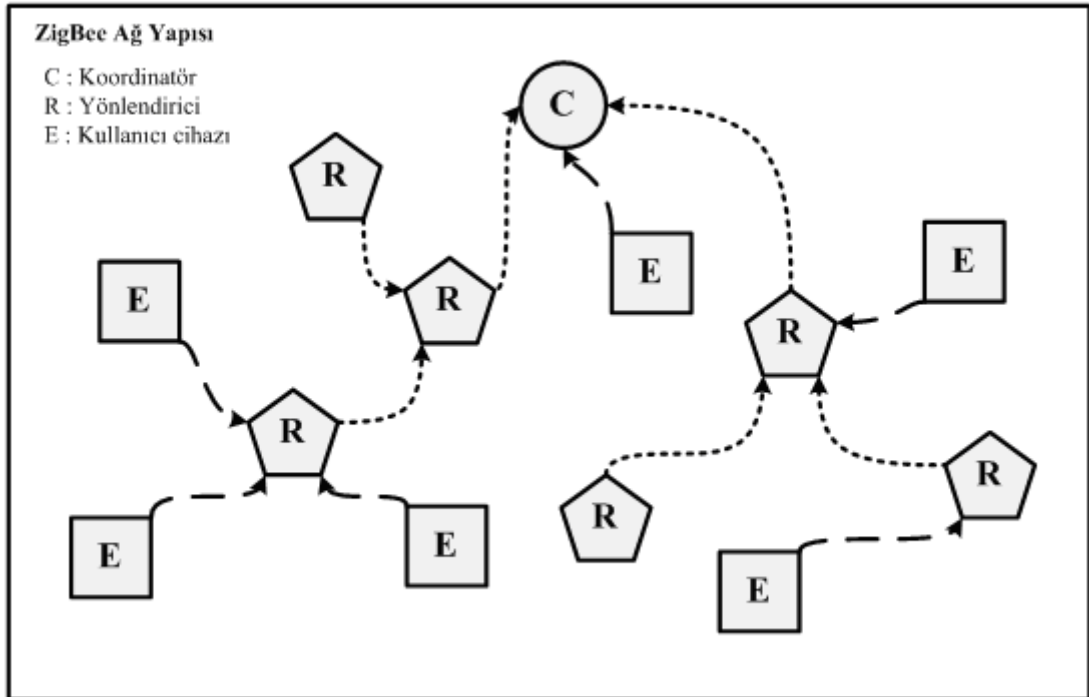 ZigBee Ağ Yapısı
C : Koordinatör
R : Yönlendirici
E : Kullanıcı cihazı
C
R
E
R
E
E
R
R
R
R
E
E
R
E